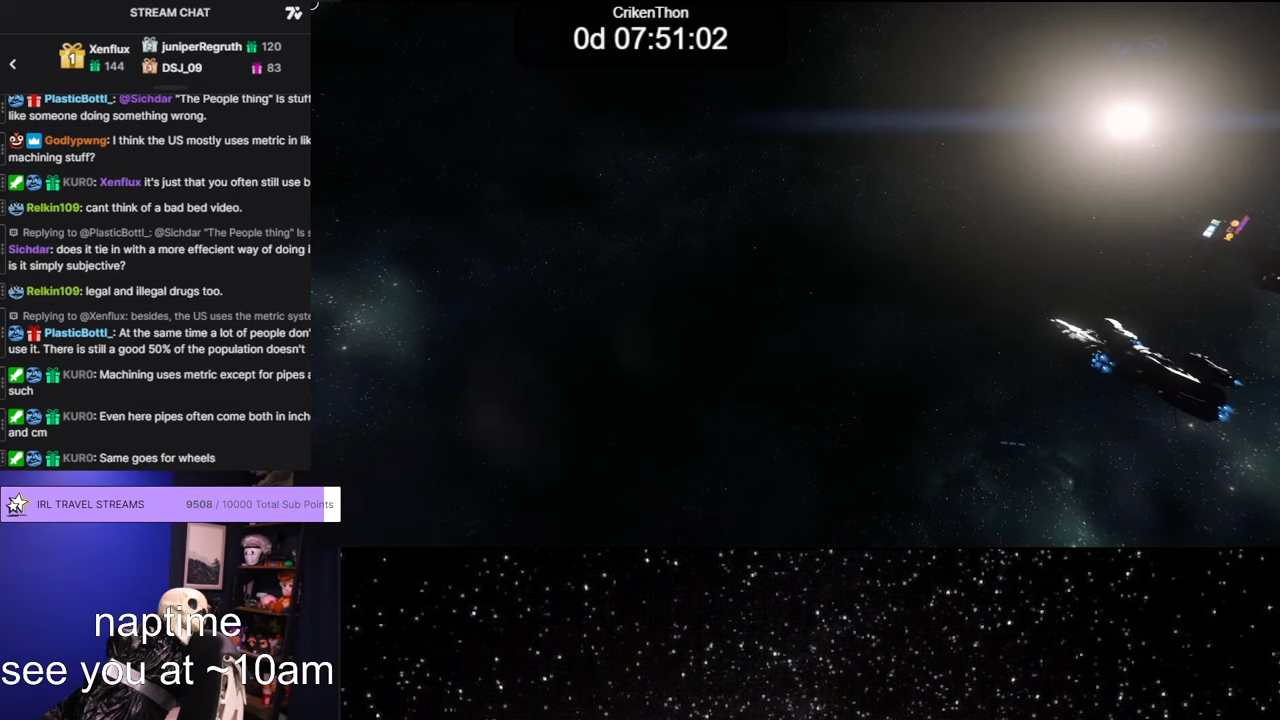 STREAM CHAT
Xenflux
144
juniperRegruth 120
DSJ_09 83
PlasticBottl_: @Sichdar "The People thing" Is stuff
like someone doing something wrong.
Godlypwng: I think the US mostly uses metric in lik
machining stuff?
KUR0: Xenflux it's just that you often still use b
Relkin109: cant think of a bad bed video.
Replying to @PlasticBottl_: @Sichdar "The People thing" Is s
Sichdar: does it tie in with a more effecient way of doing i
is it simply subjective?
Relkin109: legal and illegal drugs too.
Replying to @Xenflux: besides, the US uses the metric syste
PlasticBottl_: At the same time a lot of people don'
use it. There is still a good 50% of the population doesn't
KUR0: Machining uses metric except for pipes a
such
KUR0: Even here pipes often come both in inch
and cm
KUR0: Same goes for wheels
IRL TRAVEL STREAMS 9508 / 10000 Total Sub Points
naptime
see you at ~10am
CrikenThon
0d 07:51:02